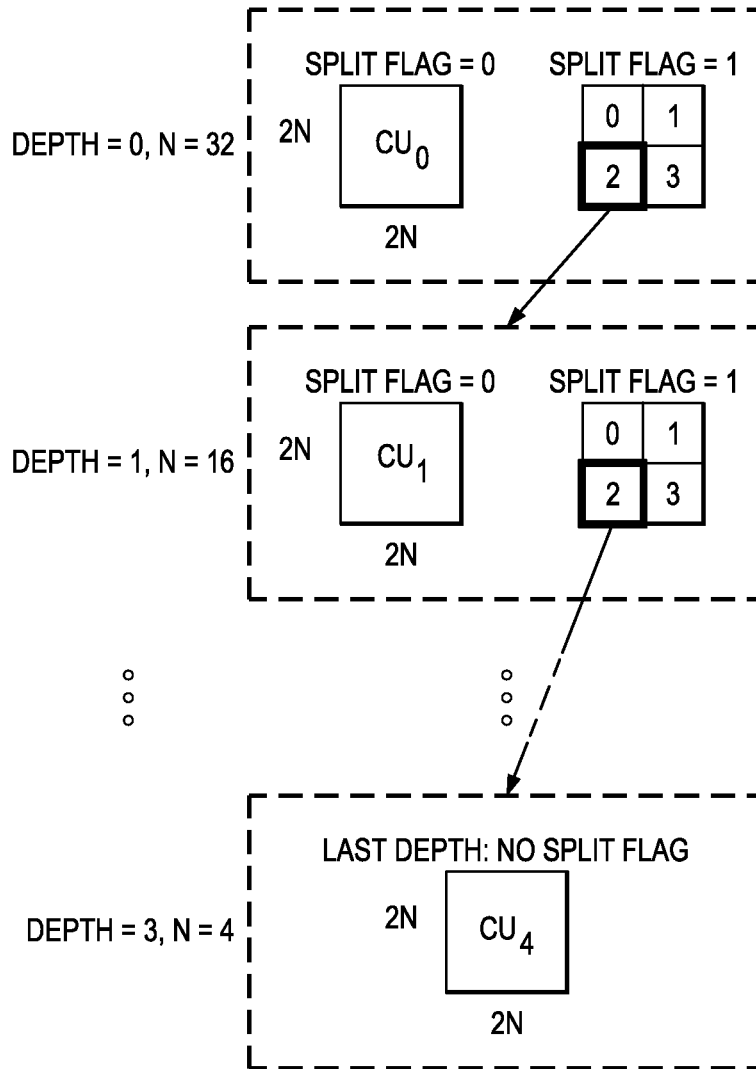 SPLIT FLAG = 0 SPLIT FLAG = 1
0 1
DEPTH = 0, N = 32 2N CU0
2 3
2N
SPLIT FLAG = 0 SPLIT FLAG = 1
0 1
DEPTH = 1, N = 16 2N CU1
2 3
2N
LAST DEPTH: NO SPLIT FLAG
DEPTH = 3, N = 4 2N CU4
2N